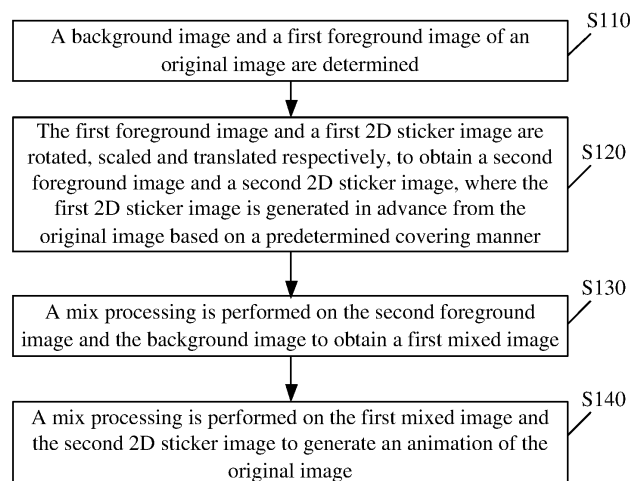 S110
A background image and a first foreground image of an
original image are determined
S120
The first foreground image and a first 2D sticker image are
rotated, scaled and translated respectively, to obtain a second
foreground image and a second 2D sticker image, where the
first 2D sticker image is generated in advance from the
original image based on a predetermined covering manner
S130
A mix processing is performed on the second foreground
image and the background image to obtain a first mixed image
S140
A mix processing is performed on the first mixed image and
the second 2D sticker image to generate an animation of the
original image